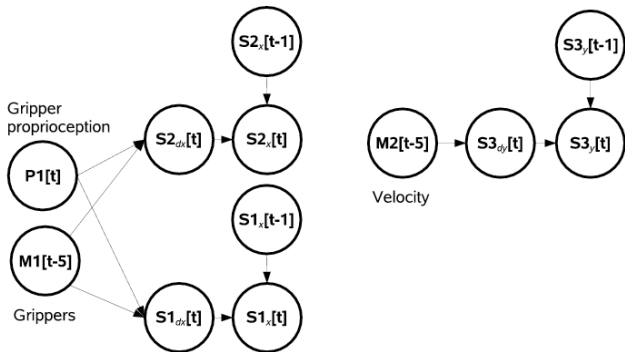 S2x[t-1]
S3y[t-1]
Gripper
proprioception
S2dx[t]
S2x[t]
M2[t-5]
S3dy[t]
S3y[t]
P1[t]
Velocity
S1x[t-1]
M1[t-5]
Grippers
S1dx[t]
S1x[t]